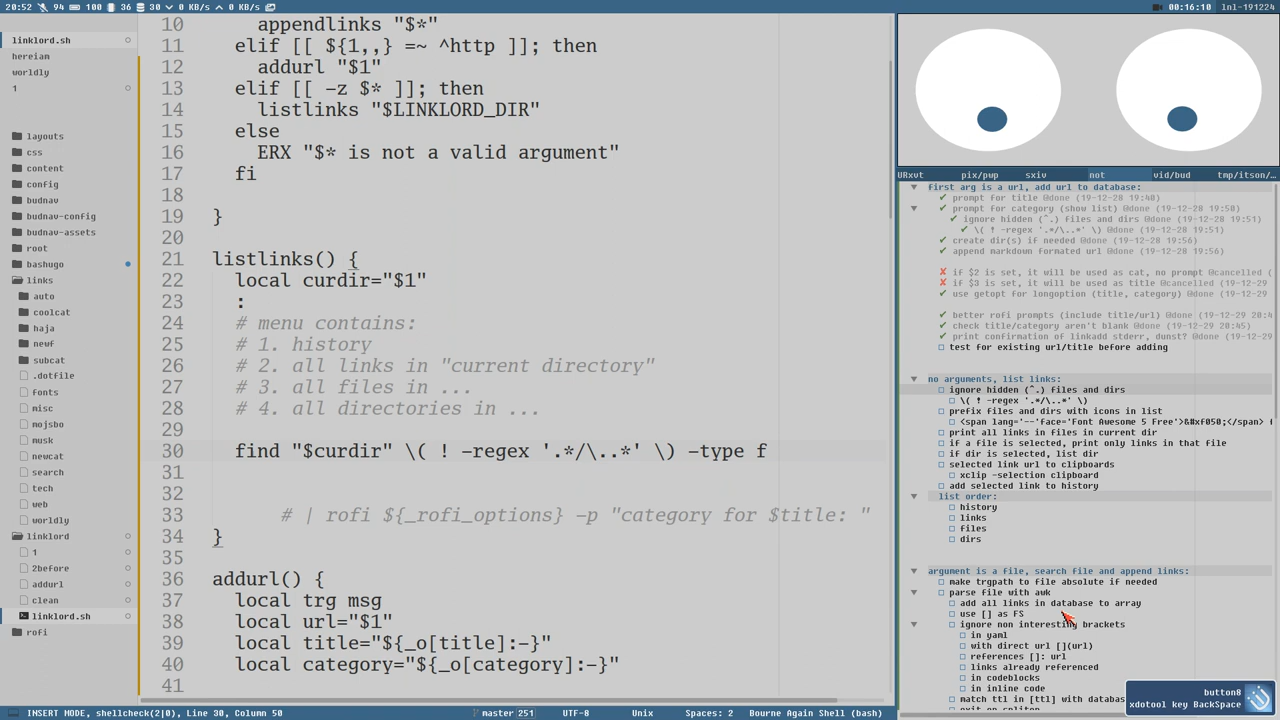 20:52 94 100 36 30 0 KB/s 0 KB/s
00:16:10 lnl-191224
linklord.sh
hereiam
worldly
1
layouts
css
content
config
budnav
budnav-config
budnav-assets
root
bashugo
links
auto
coolcat
haja
newf
subcat
.dotfile
fonts
misc
mojsbo
musk
newcat
search
tech
web
worldly
linklord
1
2before
addurl
clean
linklord.sh
rofi
10 appendlinks "$*"
11 elif [[ ${1,,} =~ ^http ]]; then
12 addurl "$1"
13 elif [[ -z $* ]]; then
14 listlinks "$LINKLORD_DIR"
15 else
16 ERX "$* is not a valid argument"
17 fi
18
19 }
20
21 listlinks() {
22 local curdir="$1"
23 :
24 # menu contains:
25 # 1. history
26 # 2. all links in "current directory"
27 # 3. all files in ...
28 # 4. all directories in ...
29
30 find "$curdir" \( ! -regex '.*/\..*' \) -type f
31
32
33 # | rofi ${_rofi_options} -p "category for $title: "
34 }
35
36 addurl() {
37 local trg msg
38 local url="$1"
39 local title="${_o[title]:-}"
40 local category="${_o[category]:-}"
41
URxvt pix/pwp sxiv not vid/bud tmp/itson/…
first arg is a url, add url to database:
✔ prompt for title @done (19-12-28 19:48)
✔ prompt for category (show list) @done (19-12-28 19:50)
✔ ignore hidden (^.) files and dirs @done (19-12-28 19:51)
✔ \( ! -regex '.*/\..*' \) @done (19-12-28 19:51)
✔ create dir(s) if needed @done (19-12-28 19:56)
✔ append markdown formated url @done (19-12-28 19:56)
✘ if $2 is set, it will be used as cat, no prompt @cancelled (
✘ if $3 is set, it will be used as title @cancelled (19-12-29
✔ use getopt for longoption (title, category) @done (19-12-29
✔ better rofi prompts (include title/url) @done (19-12-29 20:4
✔ check title/category aren't blank @done (19-12-29 20:45)
✔ print confirmation of linkadd stderr, dunst? @done (19-12-29
☐ test for existing url/title before adding
no arguments, list links:
☐ ignore hidden (^.) files and dirs
☐ \( ! -regex '.*/\..*' \)
☐ prefix files and dirs with icons in list
☐ <span lang='--'face='Font Awesome 5 Free'>&#xf050;</span>
☐ print all links in files in current dir
☐ if a file is selected, print only links in that file
☐ if dir is selected, list dir
☐ selected link url to clipboards
☐ xclip -selection clipboard
☐ add selected link to history
list order:
☐ history
☐ links
☐ files
☐ dirs
argument is a file, search file and append links:
☐ make trgpath to file absolute if needed
☐ parse file with awk
☐ add all links in database to array
☐ use [] as FS
☐ ignore non interesting brackets
☐ in yaml
☐ with direct url [](url)
☐ references []: url
☐ links already referenced
☐ in codeblocks
☐ in inline code
☐ match ttl in [ttl] with databas
button8
xdotool key BackSpace
INSERT MODE, shellcheck(2|0), Line 30, Column 50 master 251 UTF-8 Unix Spaces: 2 Bourne Again Shell (bash)